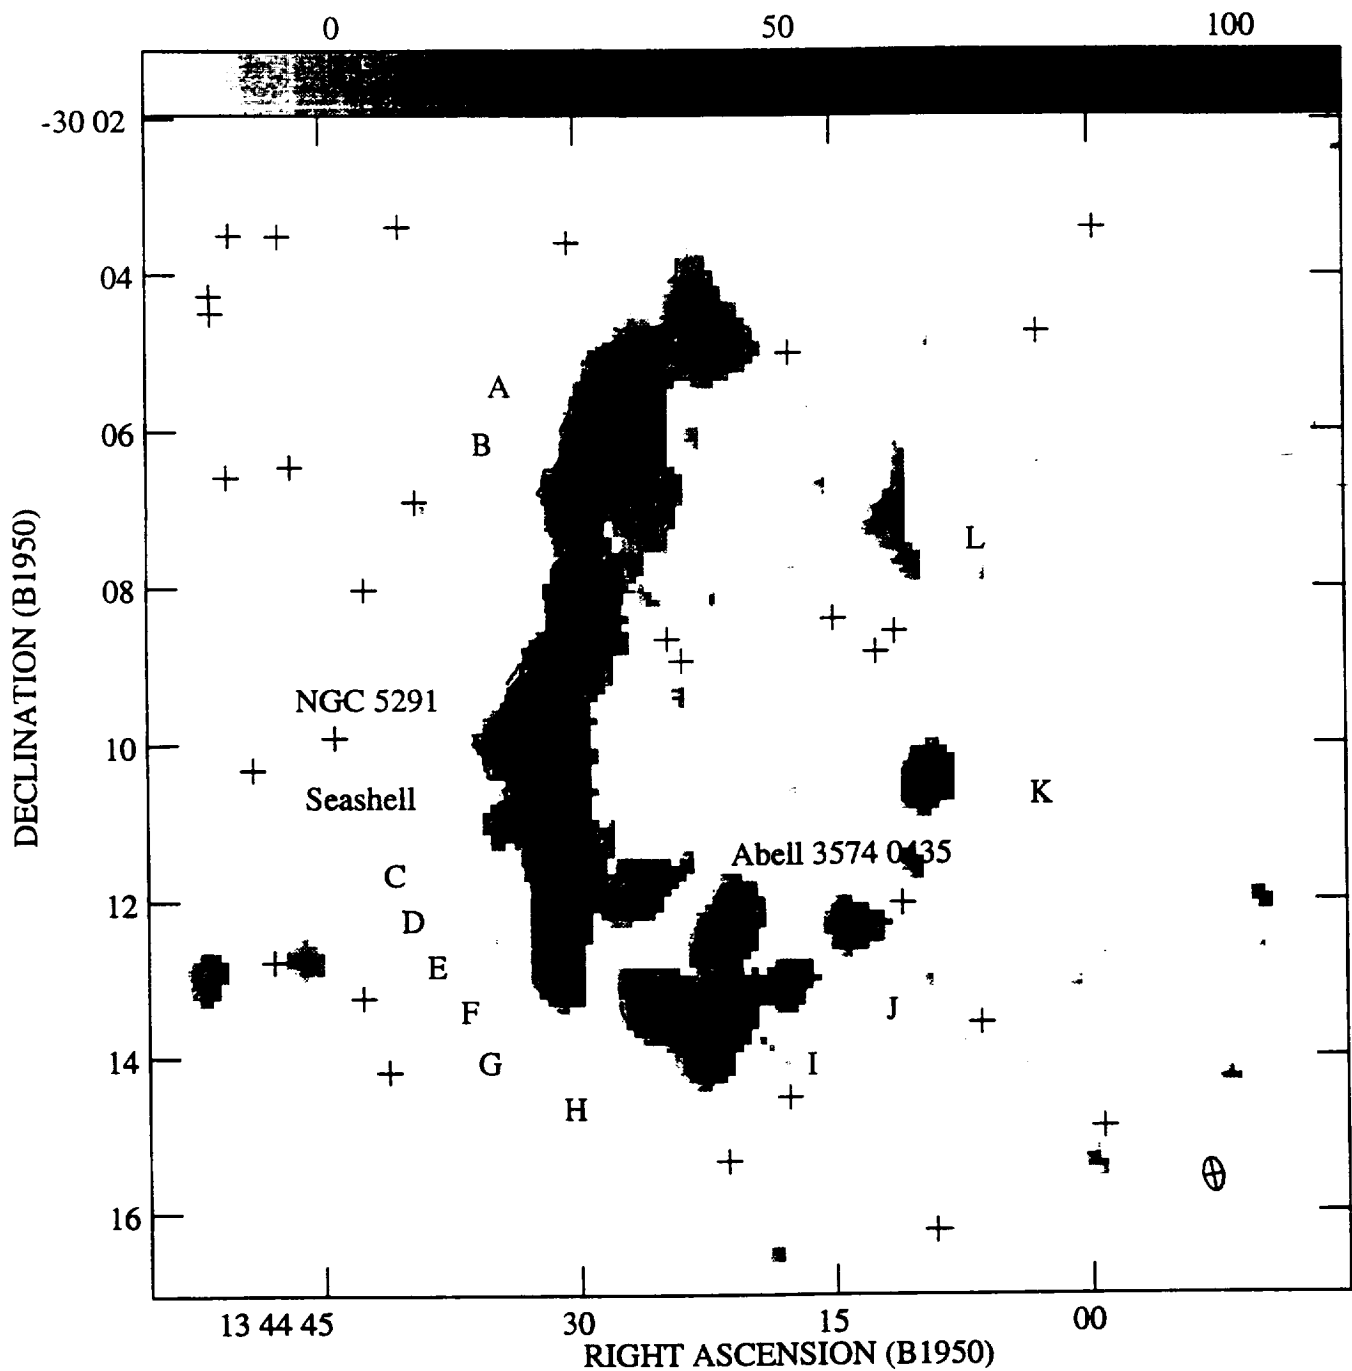 0 50 100
-30 02
04
A
06
B
L
08
NGC 5291
10
Seashell
K
Abell 3574 0435
C
12
D
E
F
J
G
14
I
H
16
13 44 45 30 15 00
RIGHT ASCENSION (B1950)
DECLINATION (B1950)